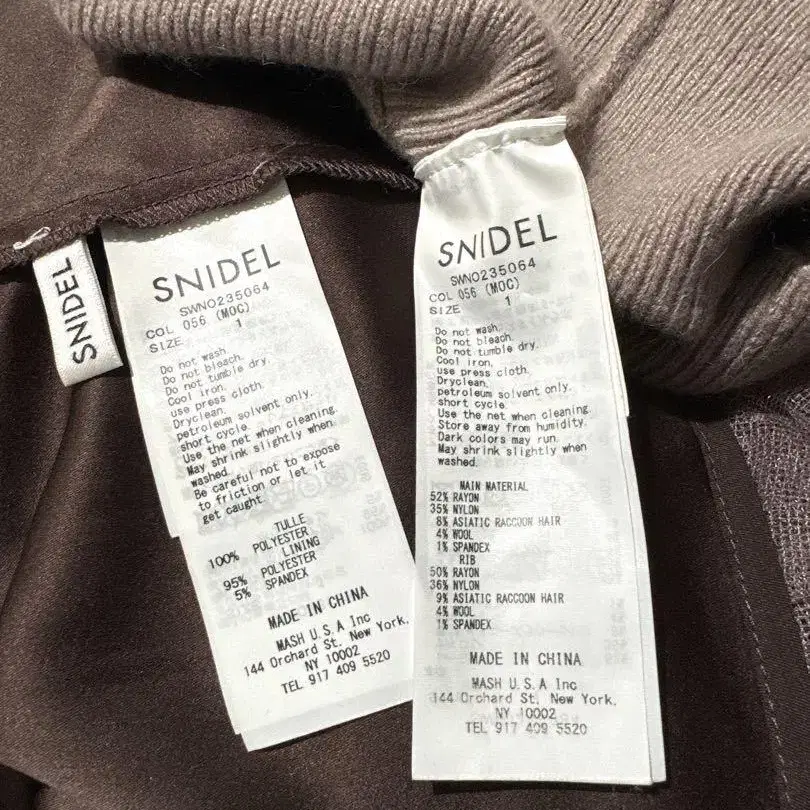 SNIDEL
SNIDEL
SWNO235064
COL 056 (MOC)
SIZE 1
Do not wash.
Do not bleach.
Do not tumble dry.
Cool iron.
use press cloth.
Dryclean.
petroleum solvent only.
short cycle.
Use the net when cleaning.
May shrink slightly when
washed.
Be careful not to expose
to friction or let it
get caught.
TULLE
100% POLYESTER
LINING
95% POLYESTER
5% SPANDEX
MADE IN CHINA
MASH U.S.A Inc
144 Orchard St. New York.
NY 10002
TEL 917 409 5520
SNIDEL
SWNO235064
COL 056 (MOC)
SIZE 1
Do not wash.
Do not bleach.
Do not tumble dry.
Cool iron.
use press cloth.
Dryclean.
petroleum solvent only.
short cycle.
Use the net when cleaning.
Store away from humidity.
Dark colors may run.
May shrink slightly when
washed.
MAIN MATERIAL
52% RAYON
35% NYLON
8% ASIATIC RACCOON HAIR
4% WOOL
1% SPANDEX
RIB
50% RAYON
36% NYLON
9% ASIATIC RACCOON HAIR
4% WOOL
1% SPANDEX
MADE IN CHINA
MASH U.S.A Inc
144 Orchard St. New York.
NY 10002
TEL 917 409 5520